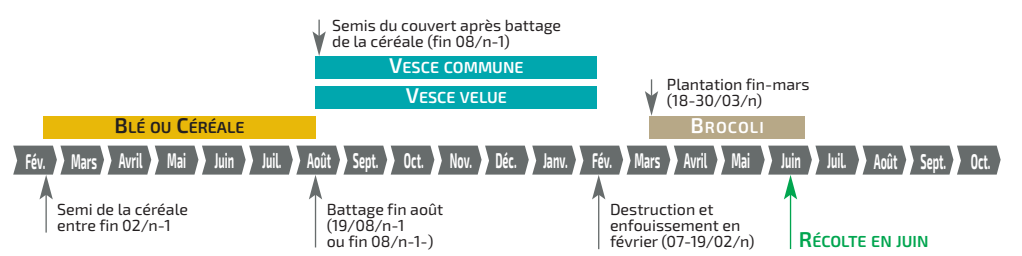 Semis du couvert après battage
de la céréale (fin 08/n-1)
VESCE COMMUNE
VESCE VELUE
Plantation fin-mars
(18-30/03/n)
BLÉ OU CÉRÉALE
BROCOLI
Fév. Mars Avril Mai Juin Juil. Août Sept. Oct. Nov. Déc. Janv. Fév. Mars Avril Mai Juin Juil. Août Sept. Oct.
Semi de la céréale
entre fin 02/n-1
Battage fin août
(19/08/n-1
ou fin 08/n-1-)
Destruction et
enfouissement en
février (07-19/02/n)
RÉCOLTE EN JUIN